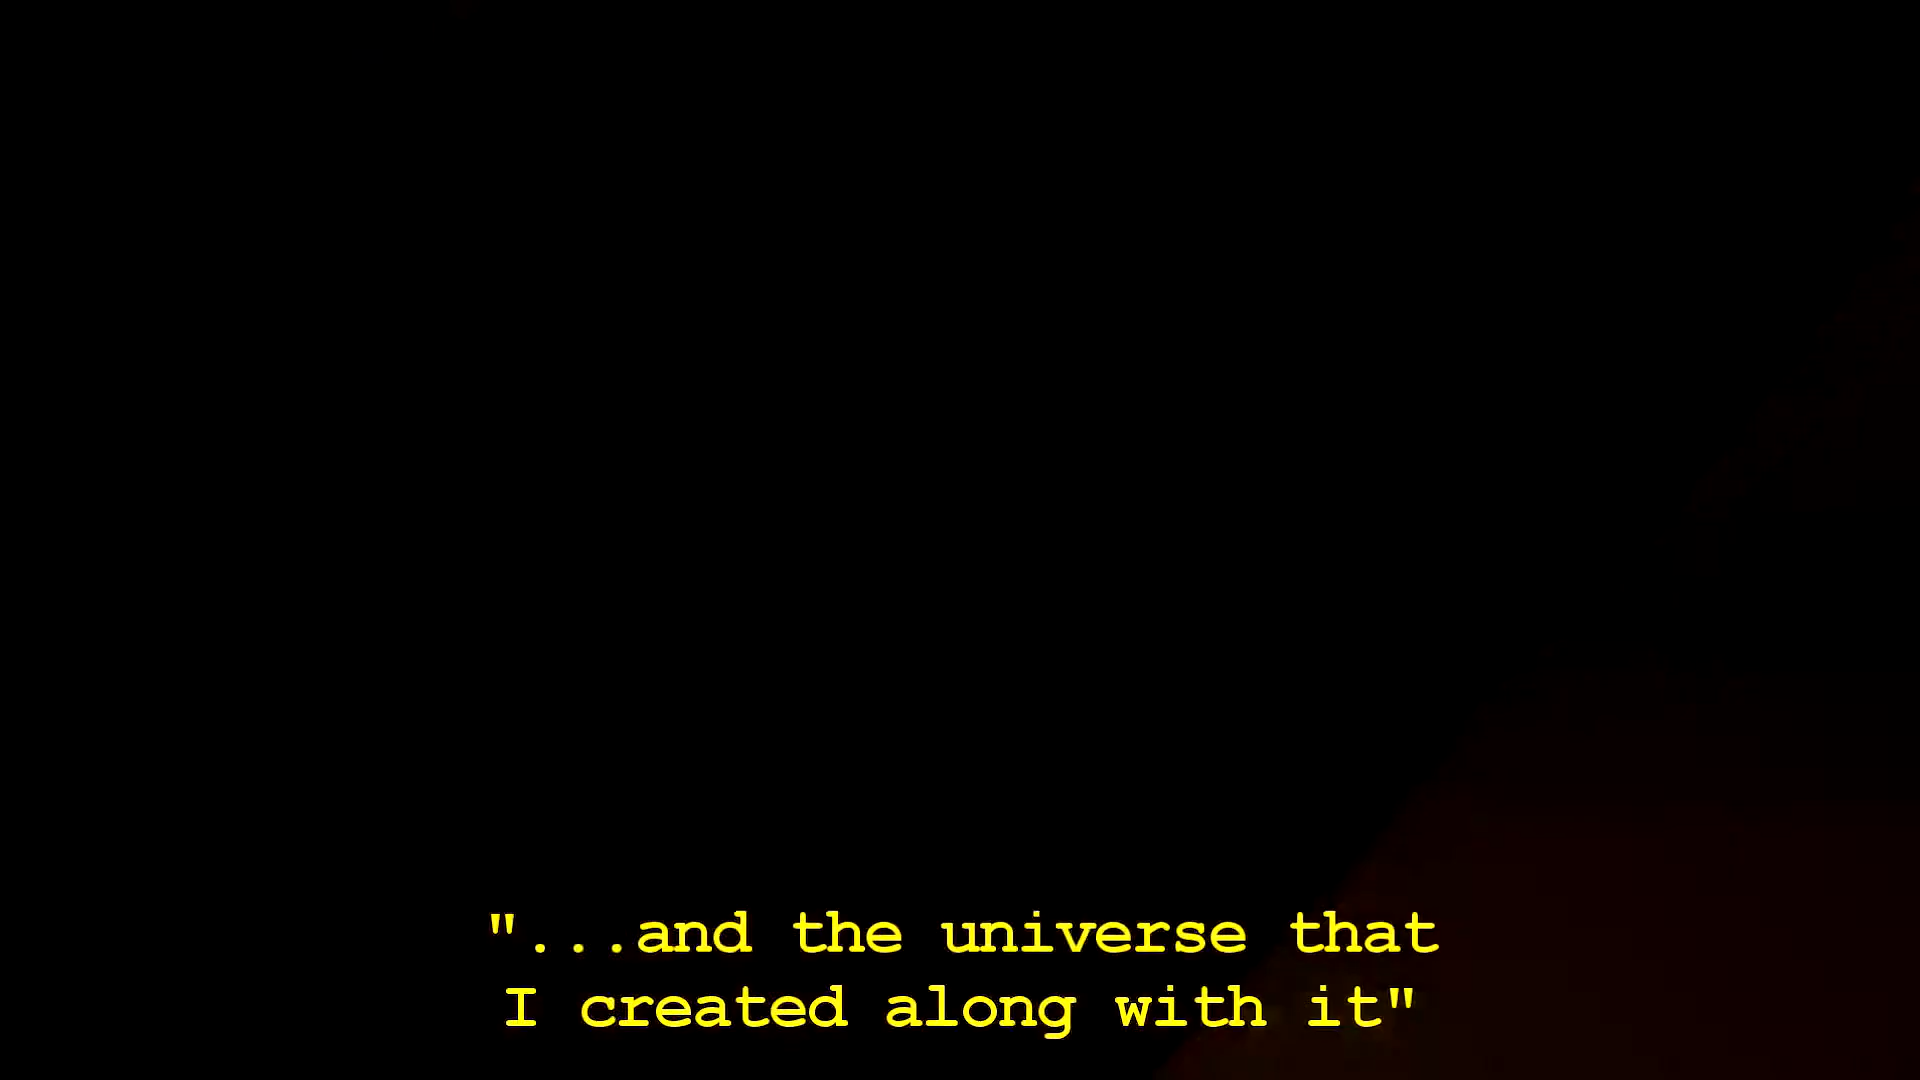 "...and the universe that
I created along with it"